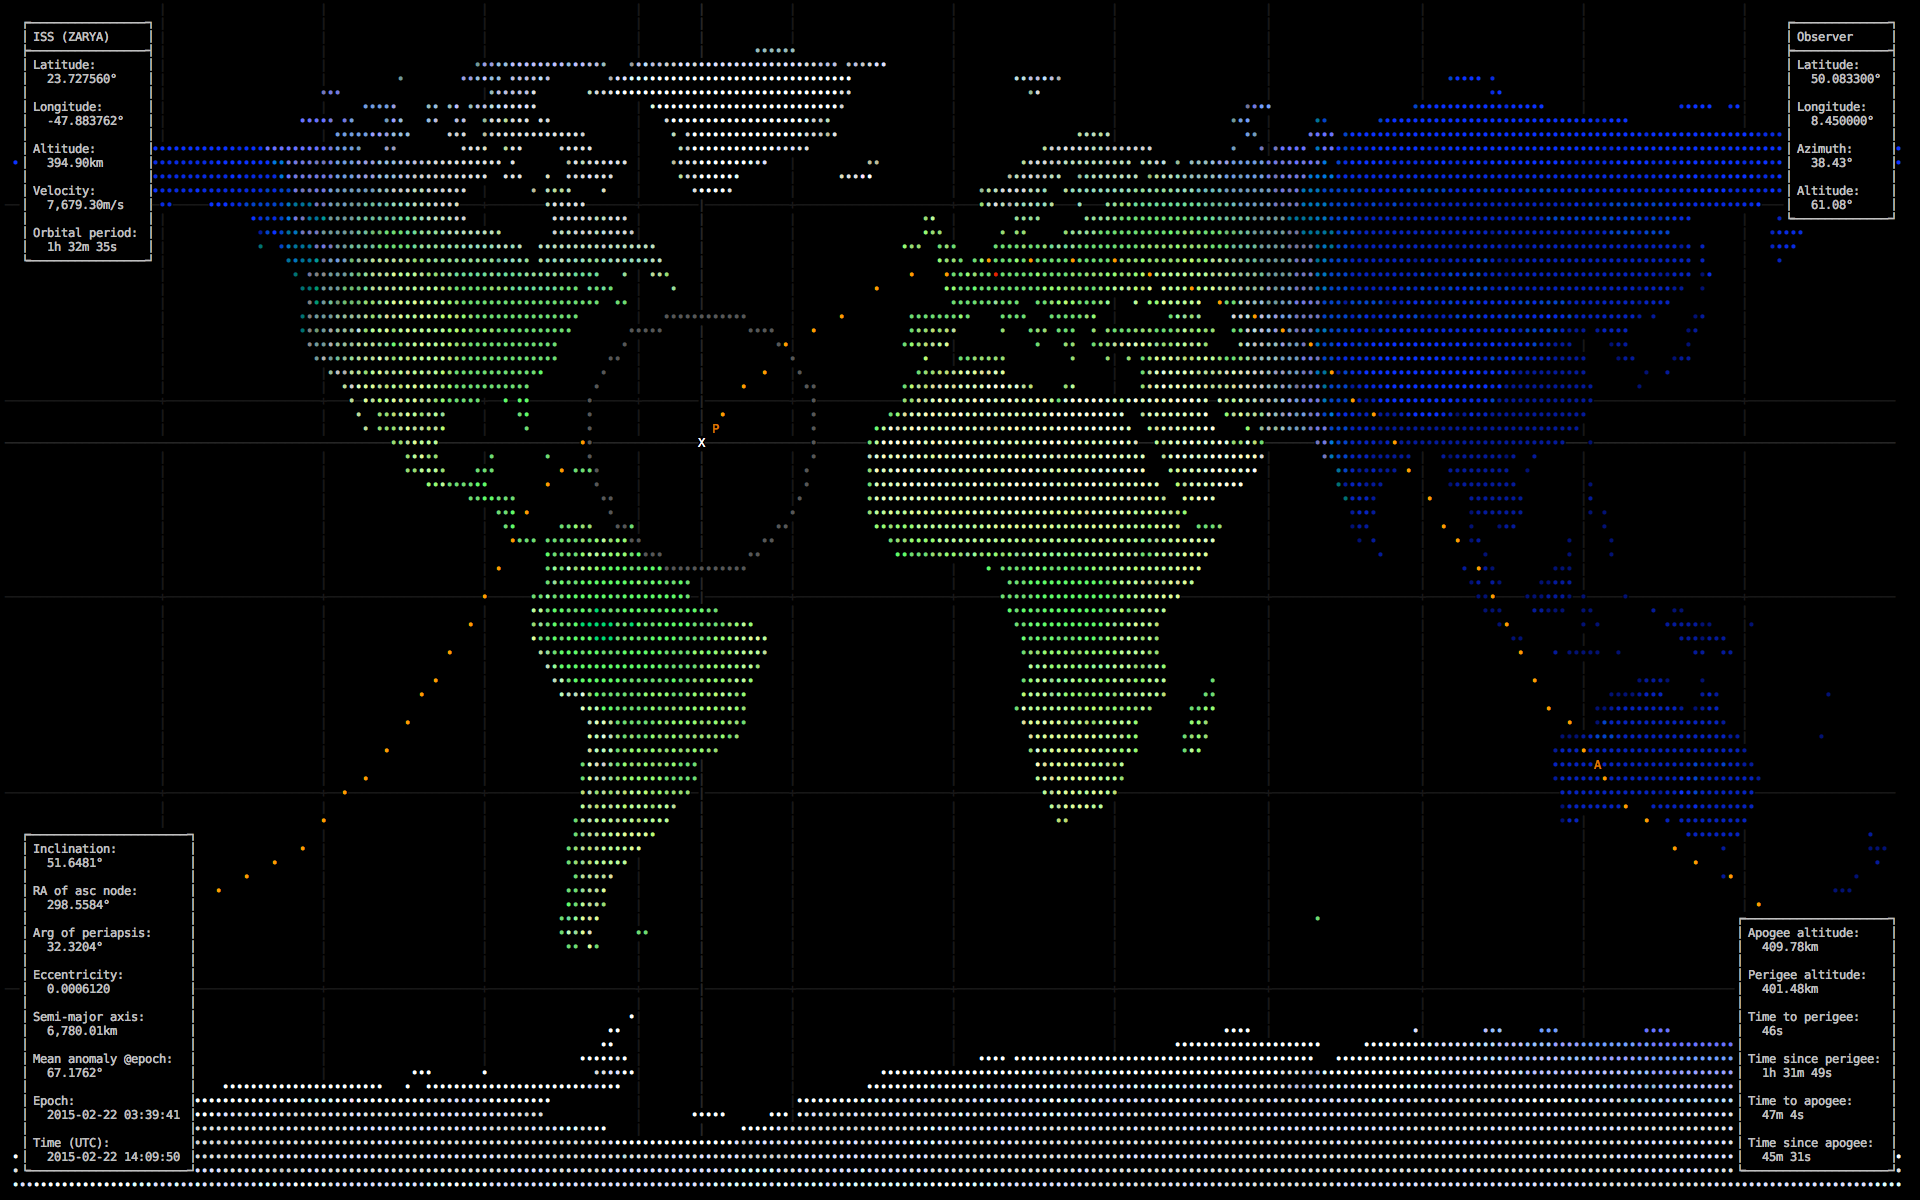 ISS (ZARYA)
Latitude:
23.727560°
Longitude:
-47.883762°
Altitude:
394.90km
Velocity:
7,679.30m/s
Orbital period:
1h 32m 35s
Observer
Latitude:
50.083300°
Longitude:
8.450000°
Azimuth:
38.43°
Altitude:
61.08°
P
X
A
Inclination:
51.6481°
RA of asc node:
298.5584°
Arg of periapsis:
32.3204°
Eccentricity:
0.0006120
Semi-major axis:
6,780.01km
Mean anomaly @epoch:
67.1762°
Epoch:
2015-02-22 03:39:41
Time (UTC):
2015-02-22 14:09:50
Apogee altitude:
409.78km
Perigee altitude:
401.48km
Time to perigee:
46s
Time since perigee:
1h 31m 49s
Time to apogee:
47m 4s
Time since apogee:
45m 31s